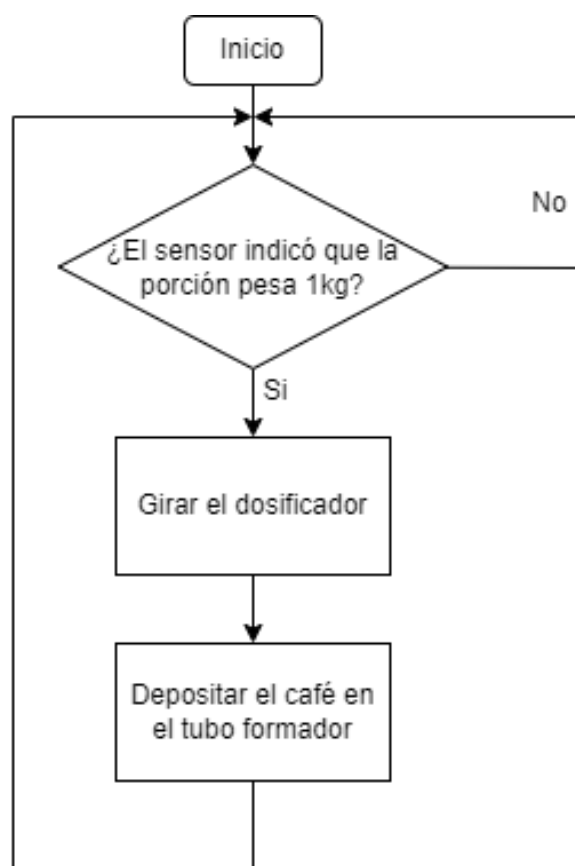 Inicio
No
¿El sensor indicó que la
porción pesa 1kg?
Si
Girar el dosificador
Depositar el café en
el tubo formador